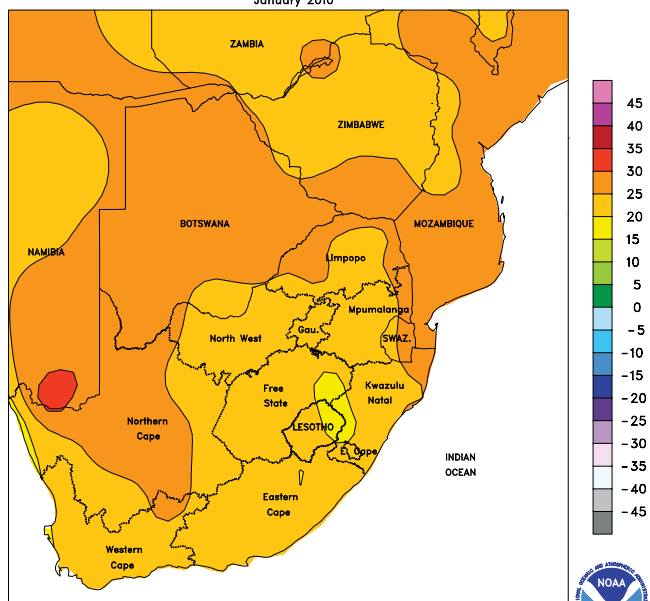 January 2010
ZAMBIA
ZIMBABWE
BOTSWANA
MOZAMBIQUE
NAMIBIA
Limpopo
Mpumalanga
North West
Gau.
SWAZ.
Free
State
Kwazulu
Natal
Northern
Cape
LESOTHO
E. Cape
INDIAN
OCEAN
Eastern
Cape
Western
Cape
45
40
35
30
25
20
15
10
5
0
-5
-10
-15
-20
-25
-30
-35
-40
-45
NOAA